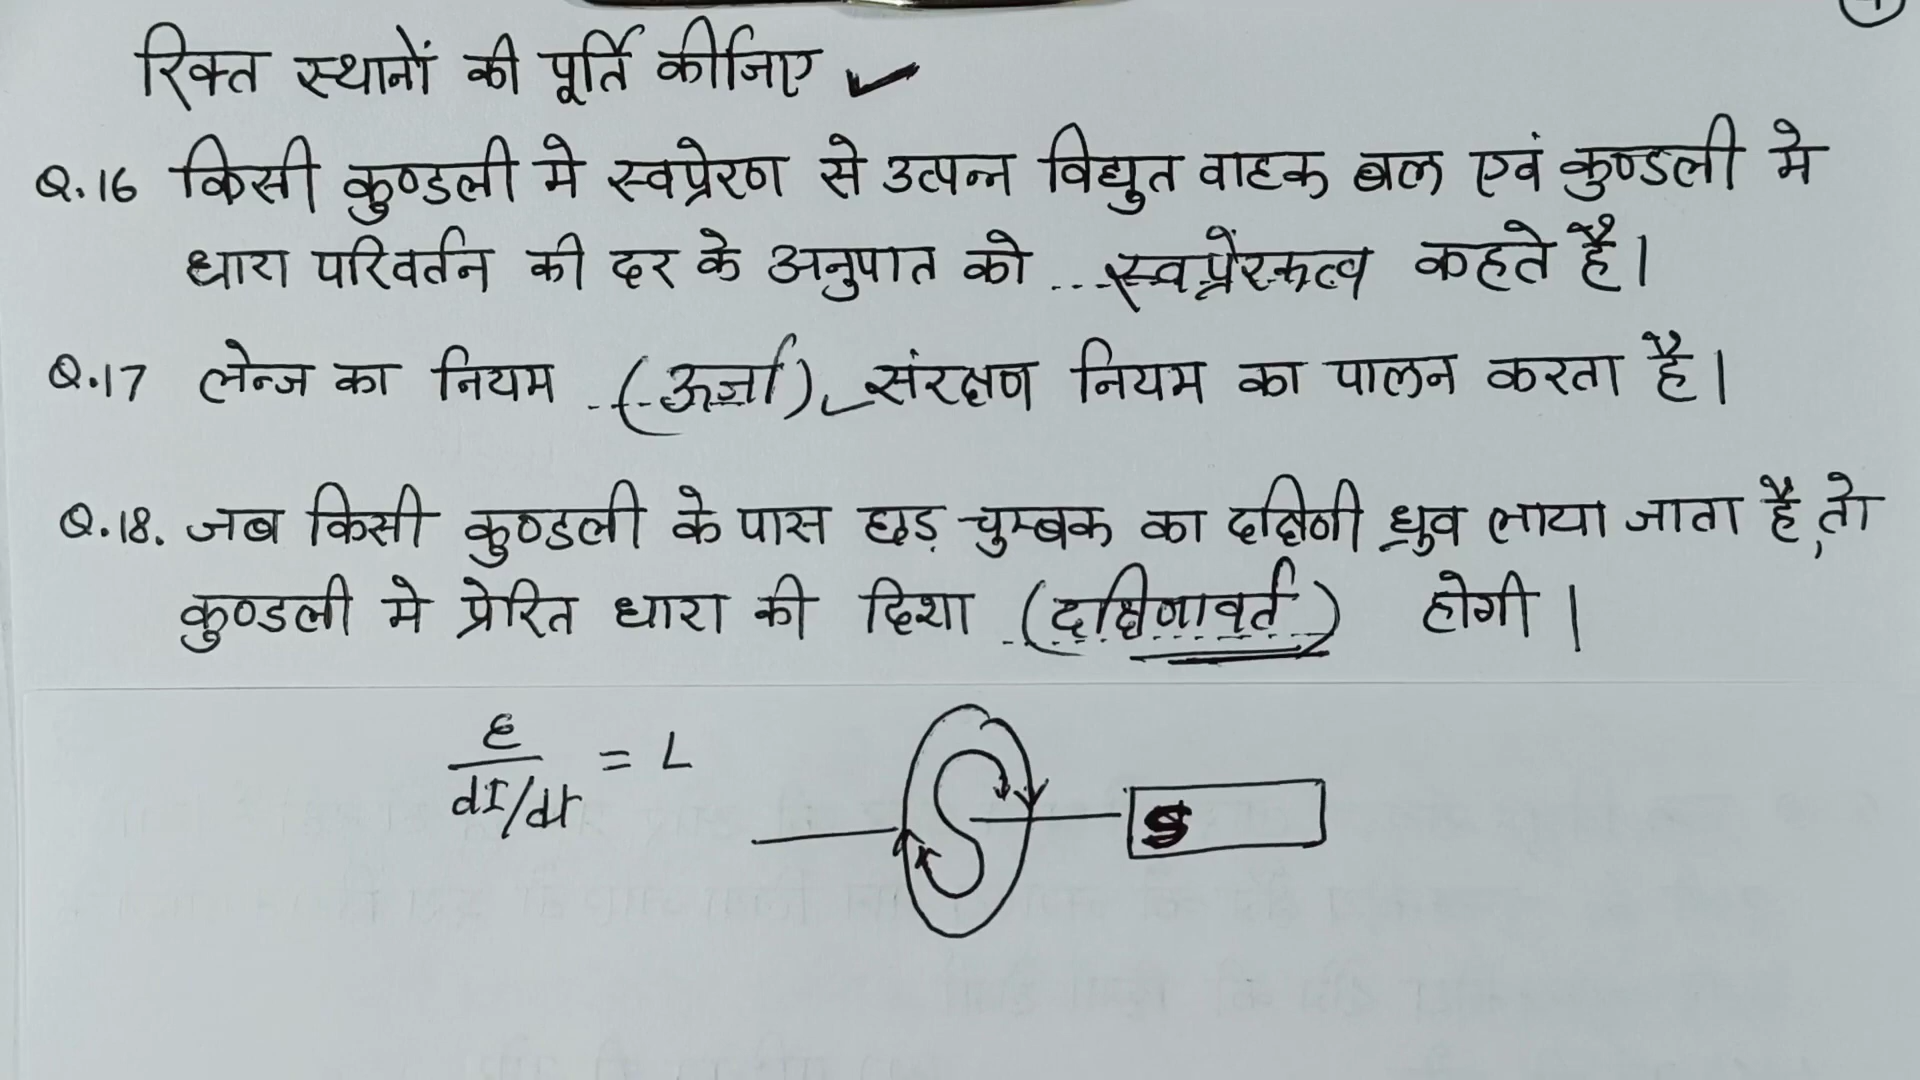 रिक्त स्थानों की पूर्ति कीजिए ✓
Q.16 किसी कुण्डली मे स्वप्रेरण से उत्पन्न विद्युत वाहक बल एवं कुण्डली मे
धारा परिवर्तन की दर के अनुपात को ...स्वप्रेरकत्व कहते है।
Q.17 लेन्ज का नियम ...(ऊर्जा) संरक्षण नियम का पालन करता है।
Q.18. जब किसी कुण्डली के पास छड़ चुम्बक का दक्षिणी ध्रुव लाया जाता है, तो
कुण्डली मे प्रेरित धारा की दिशा ...(दक्षिणावर्त) होगी।
ε/dI/dt = L
S
S